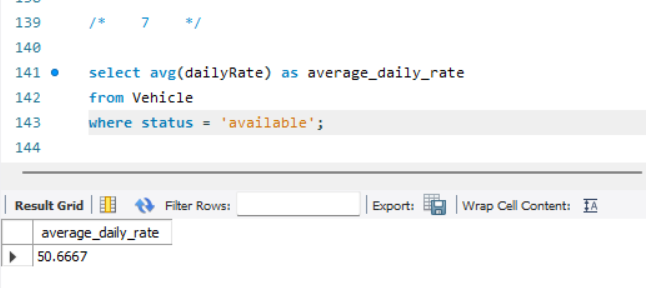 139 /* 7 */
140
141 select avg(dailyRate) as average_daily_rate
142 from Vehicle
143 where status = 'available';
144
Result Grid Filter Rows: Export: Wrap Cell Content: IA
average_daily_rate
50.6667